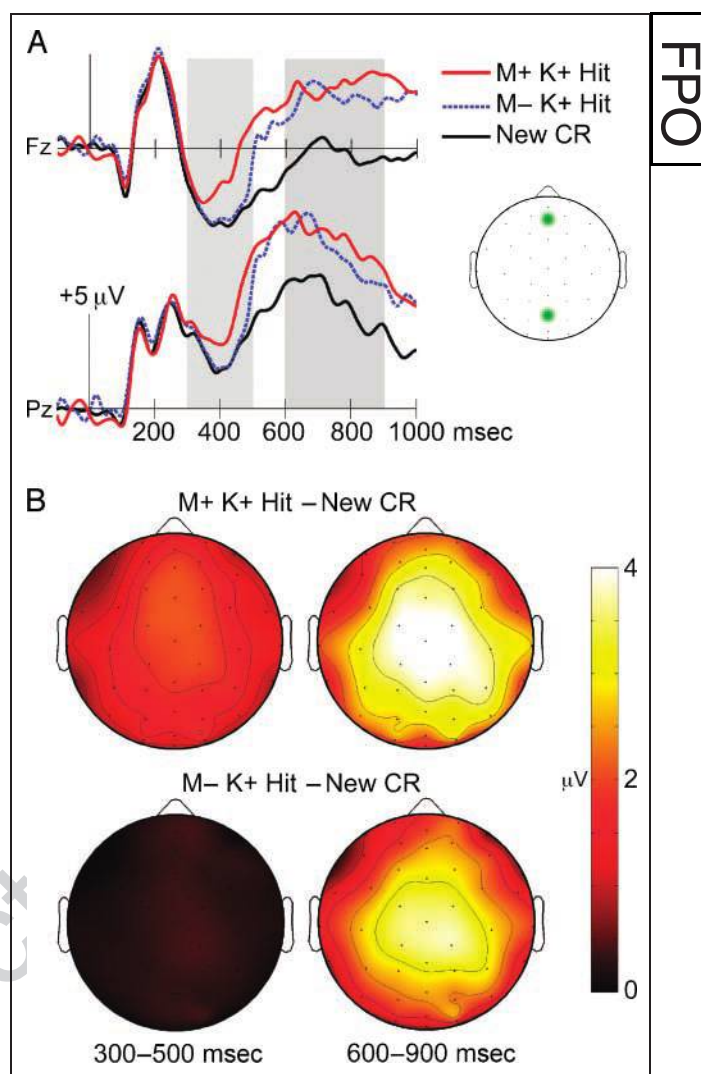 A
M+ K+ Hit
M– K+ Hit
New CR
FPO
Fz
+5 μV
Pz
200 400 600 800 1000 msec
B
M+ K+ Hit – New CR
4
2
μV
0
M– K+ Hit – New CR
300–500 msec
600–900 msec